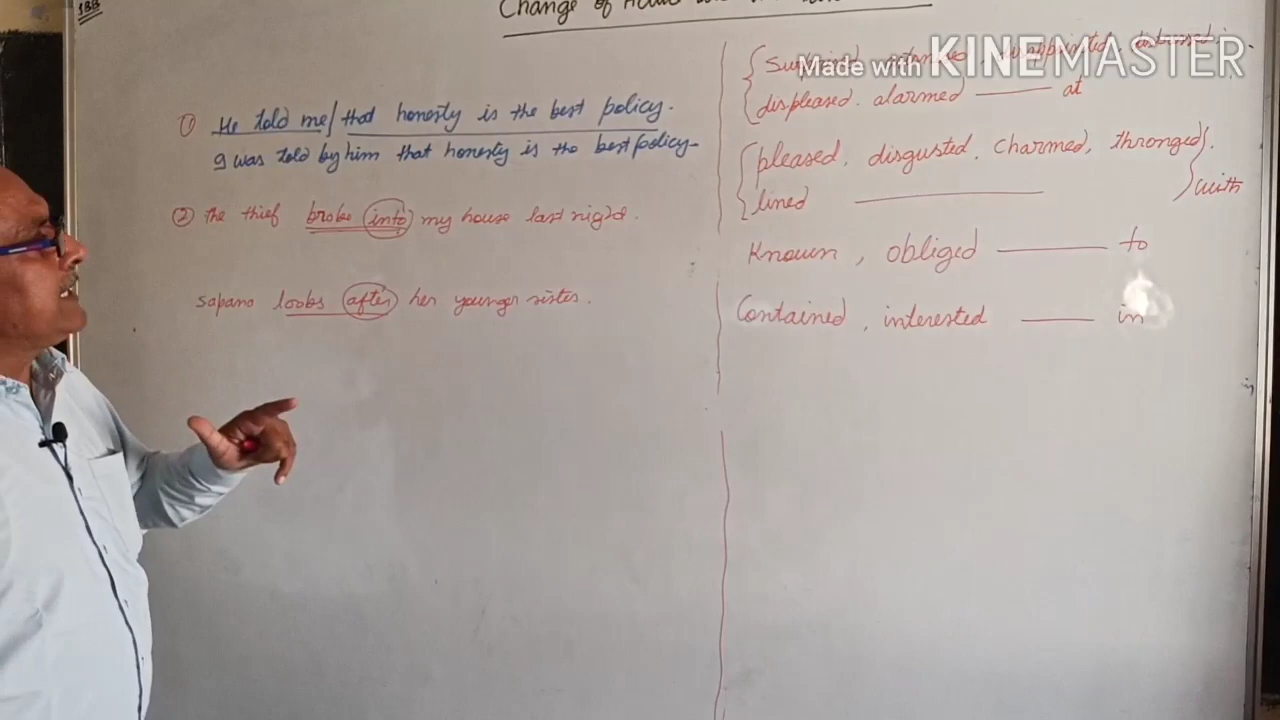 Change of
1) He told me/ that honesty is the best policy.
I was told by him that honesty is the best policy-
2) The thief broke into my house last night.
Sapana looks after her younger sister.
Made with KINEMASTER
displeased. alarmed ——— at
pleased. disgusted. charmed, thronged.
lined ——— with
Known, obliged ——— to
Contained, interested ——— in